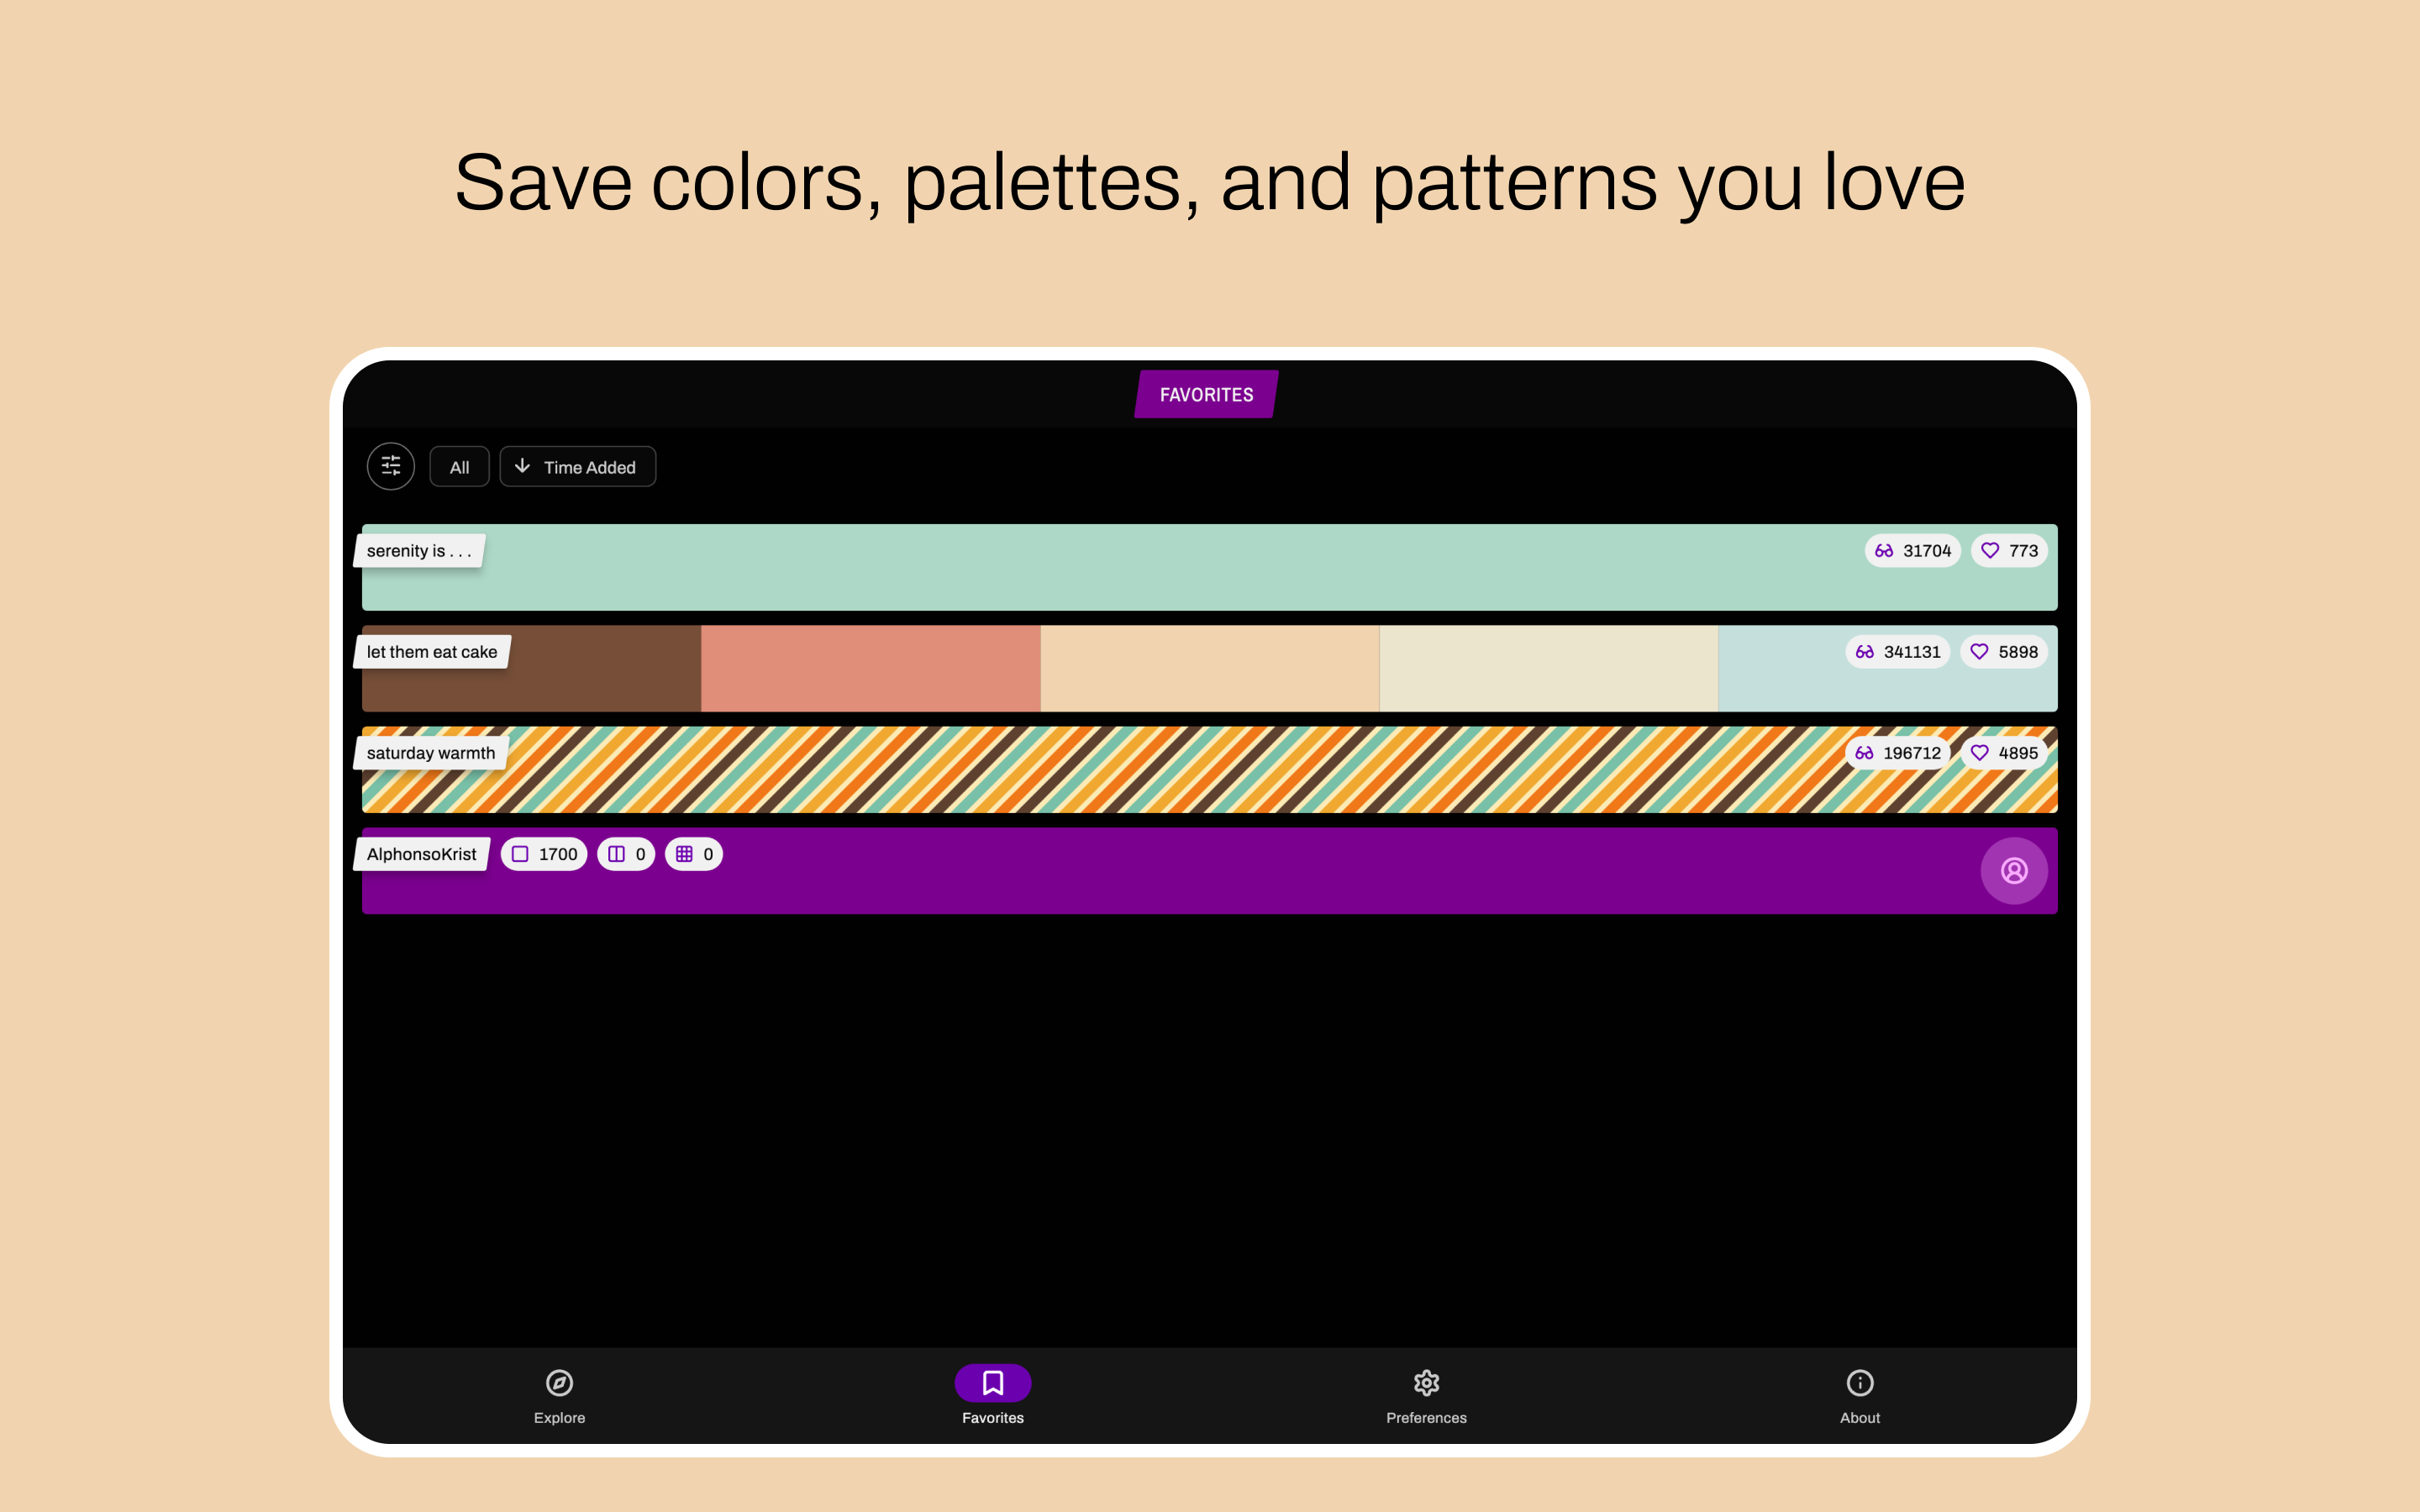 Save colors, palettes, and patterns you love
FAVORITES
All
Time Added
serenity is . . .
31704
773
let them eat cake
341131
5898
saturday warmth
196712
4895
AlphonsoKrist
1700
0
0
Explore
Favorites
Preferences
About